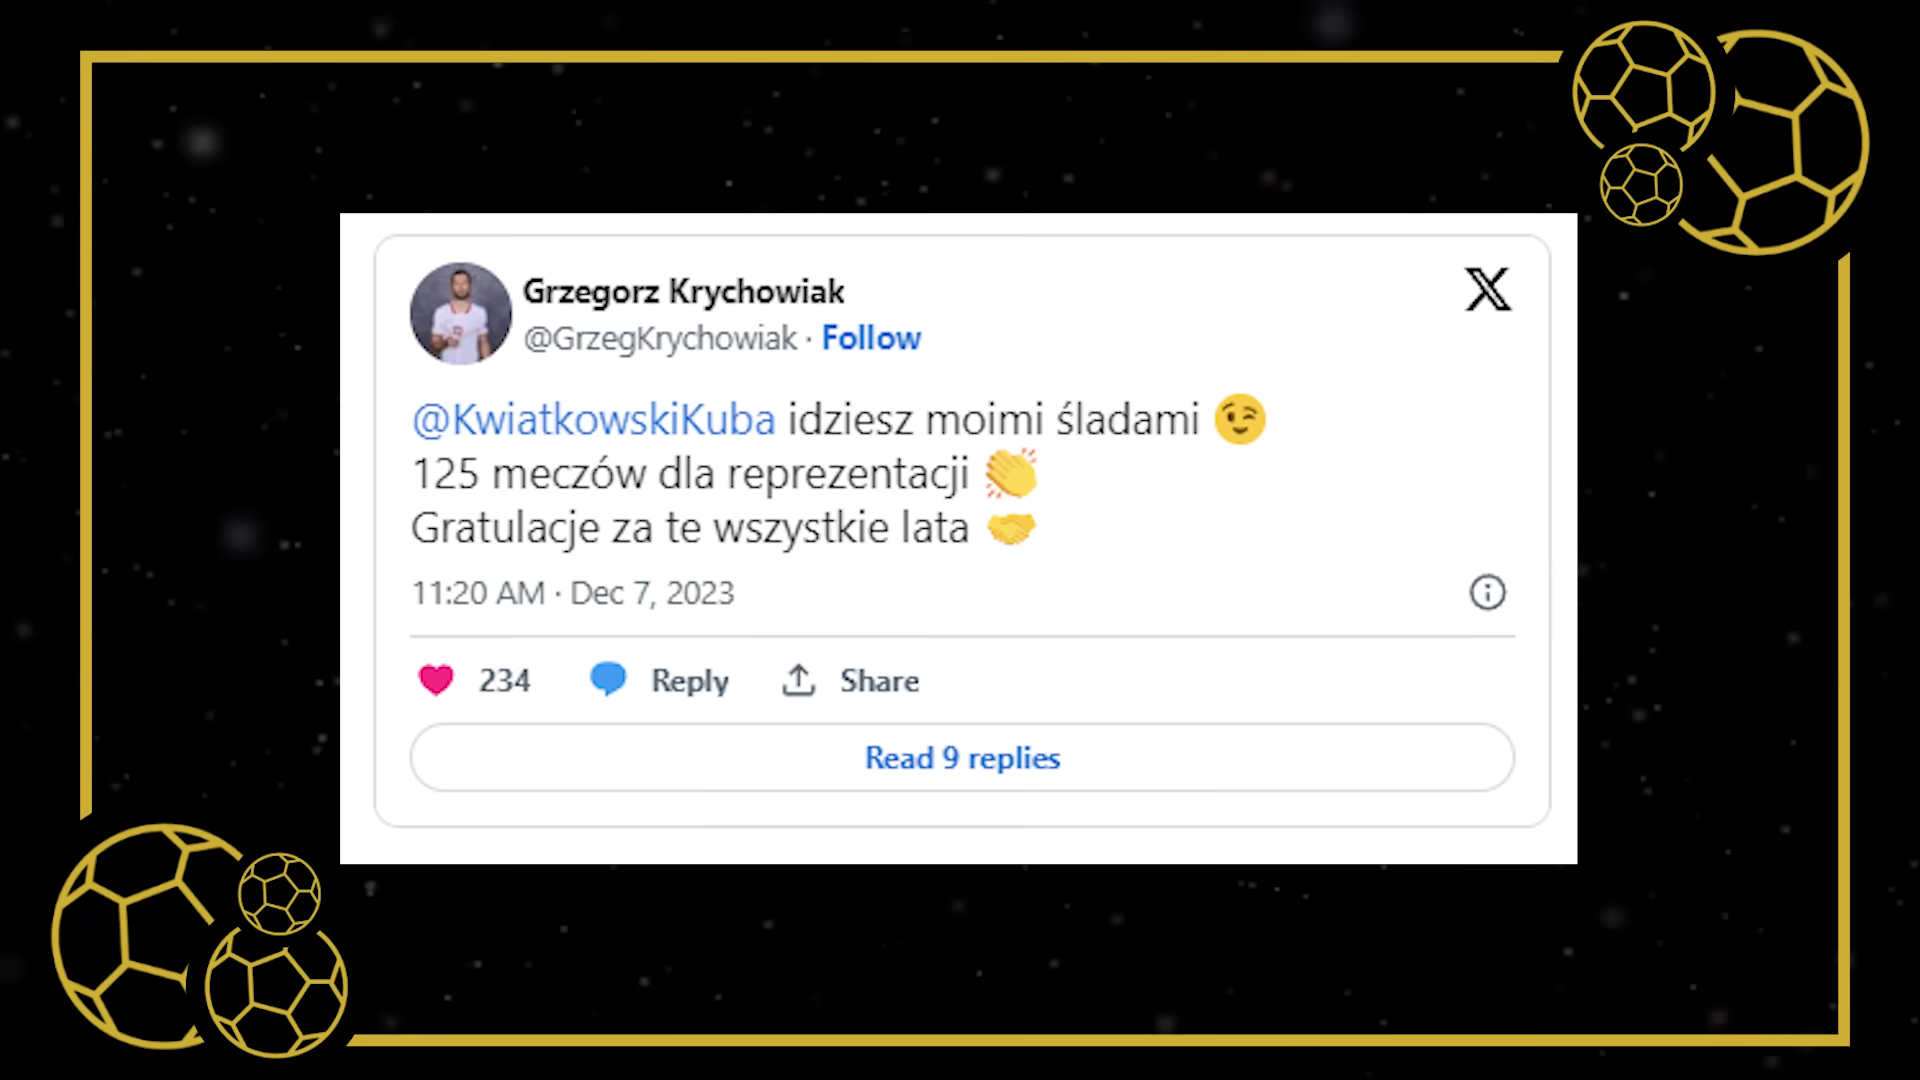 Grzegorz Krychowiak
@GrzegKrychowiak · Follow
@KwiatkowskiKuba idziesz moimi śladami 😉
125 meczów dla reprezentacji 👏
Gratulacje za te wszystkie lata 🤝
11:20 AM · Dec 7, 2023
234 Reply Share
Read 9 replies